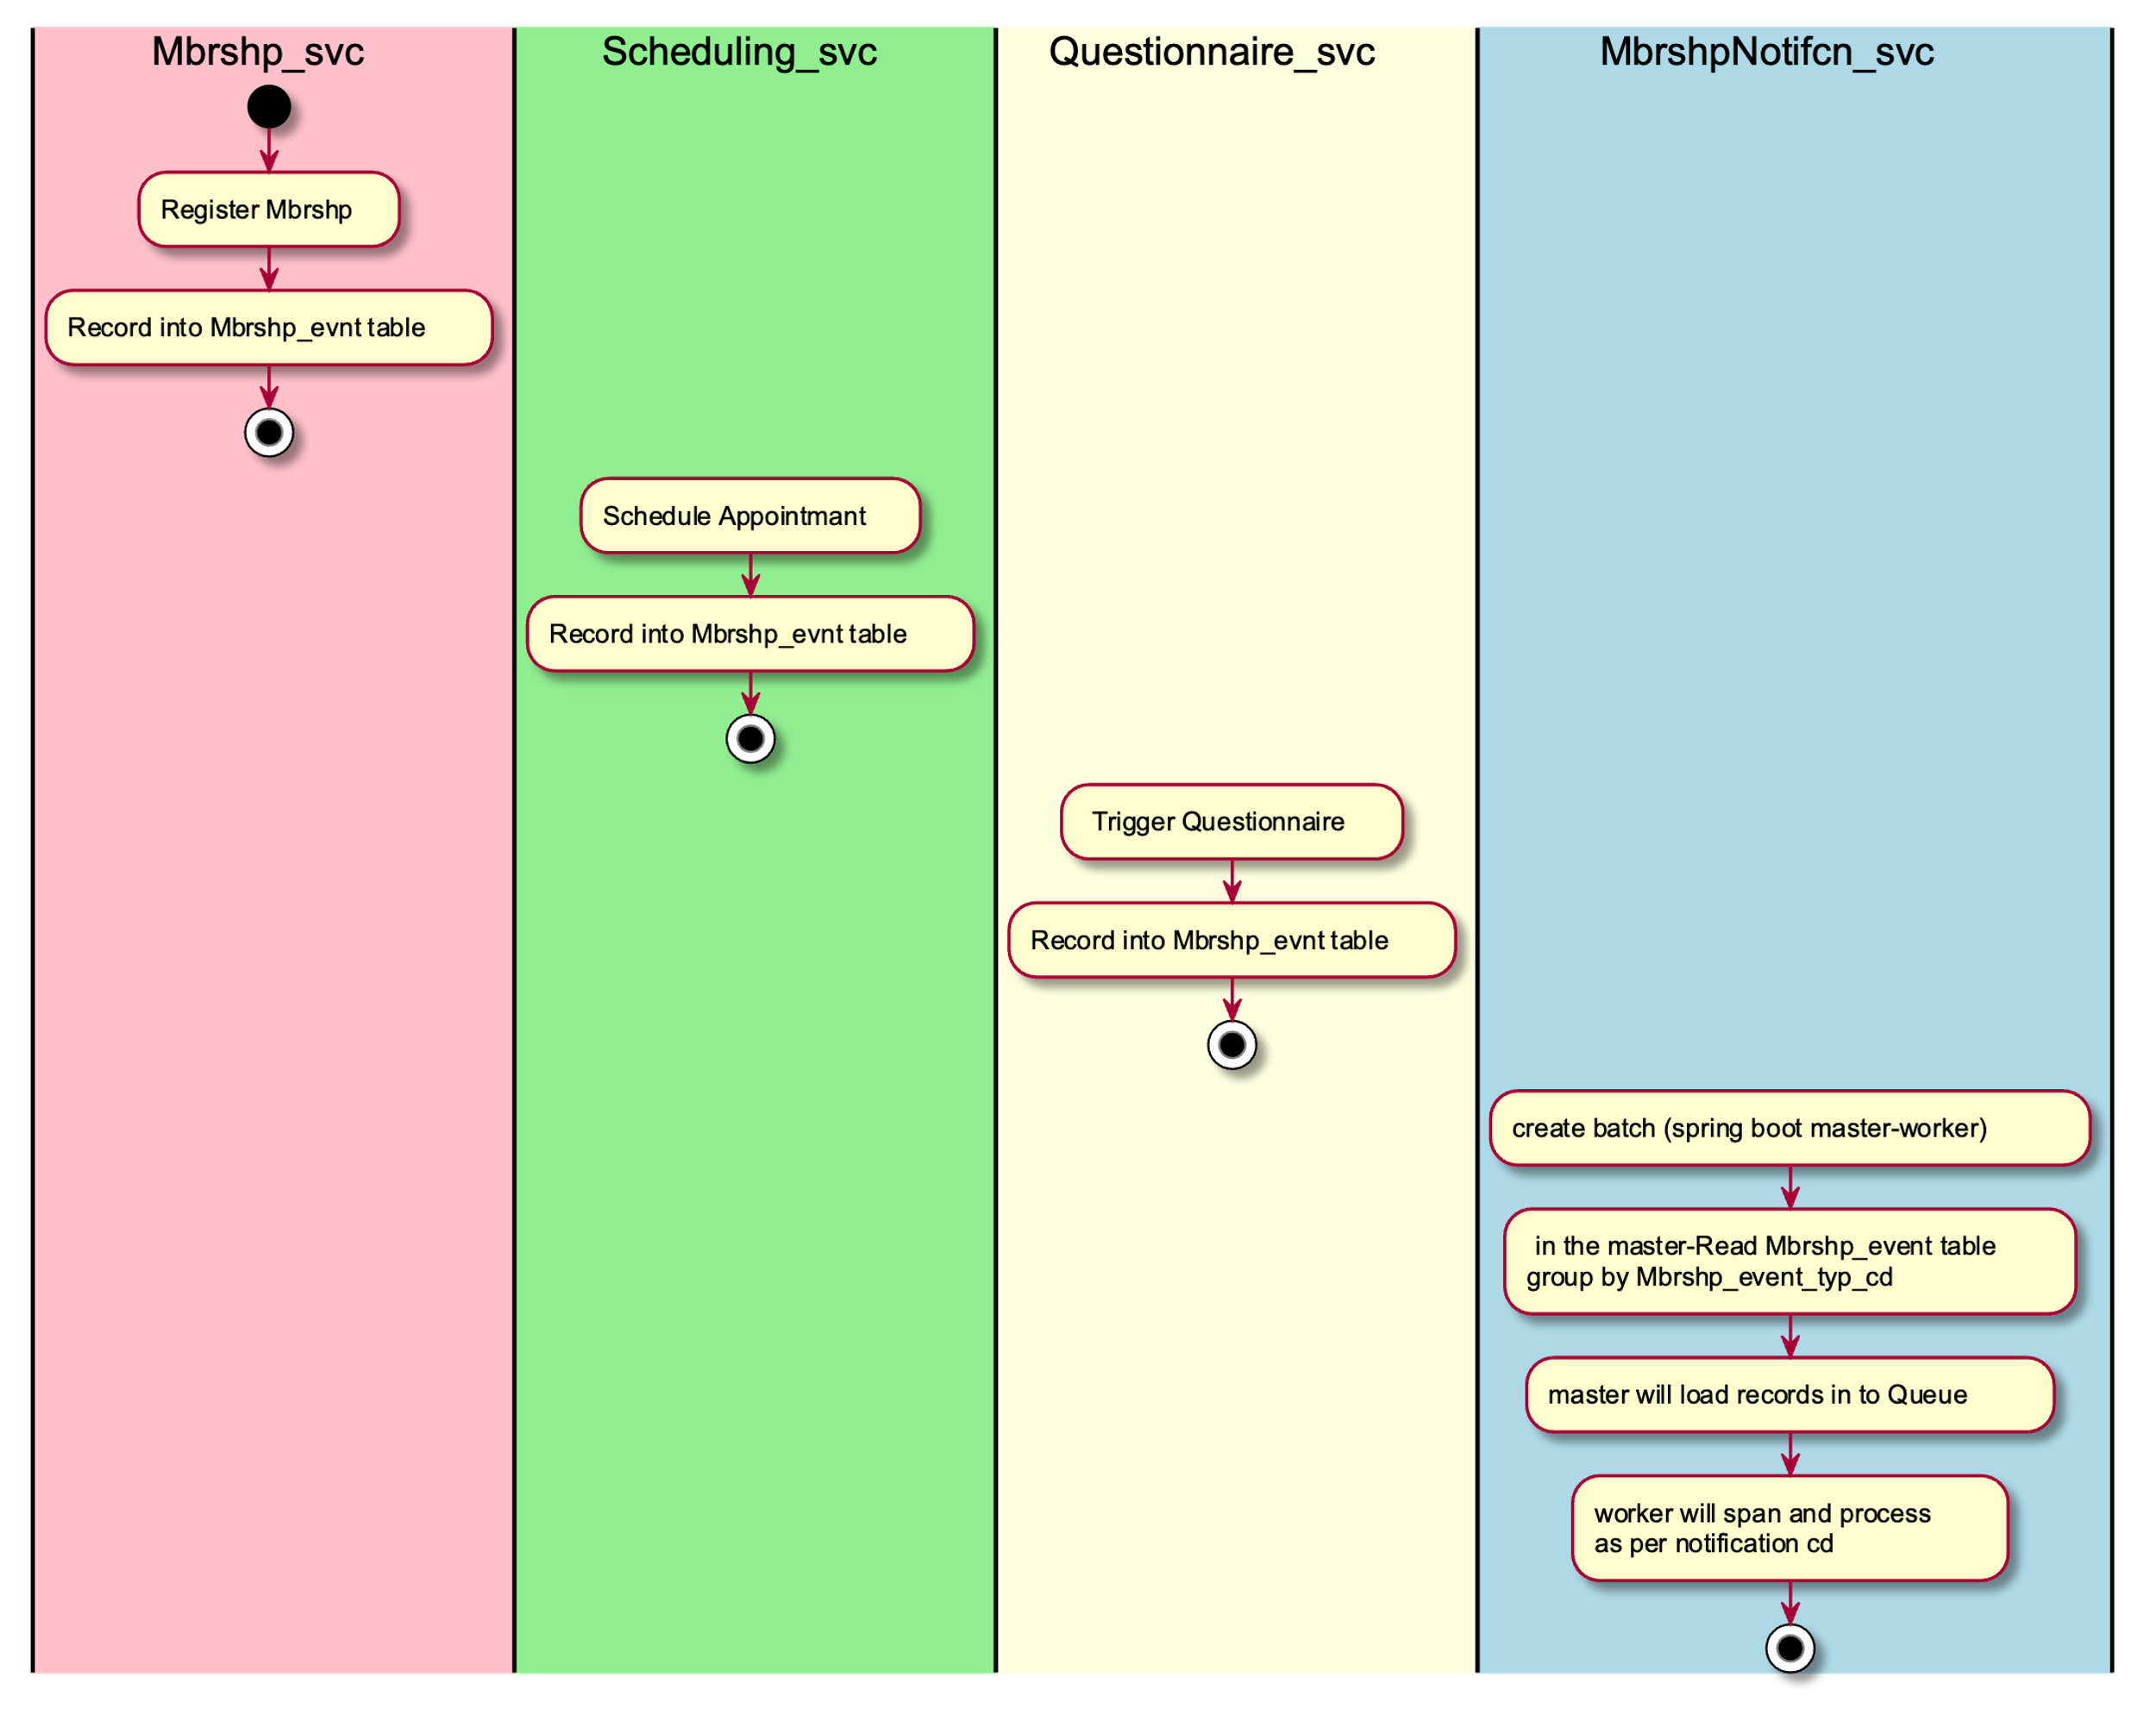 Mbrshp_svc
Scheduling_svc
Questionnaire_svc
MbrshpNotifcn_svc
Register Mbrshp
Record into Mbrshp_evnt table
Schedule Appointmant
Record into Mbrshp_evnt table
Trigger Questionnaire
Record into Mbrshp_evnt table
create batch (spring boot master-worker)
in the master-Read Mbrshp_event table
group by Mbrshp_event_typ_cd
master will load records in to Queue
worker will span and process
as per notification cd